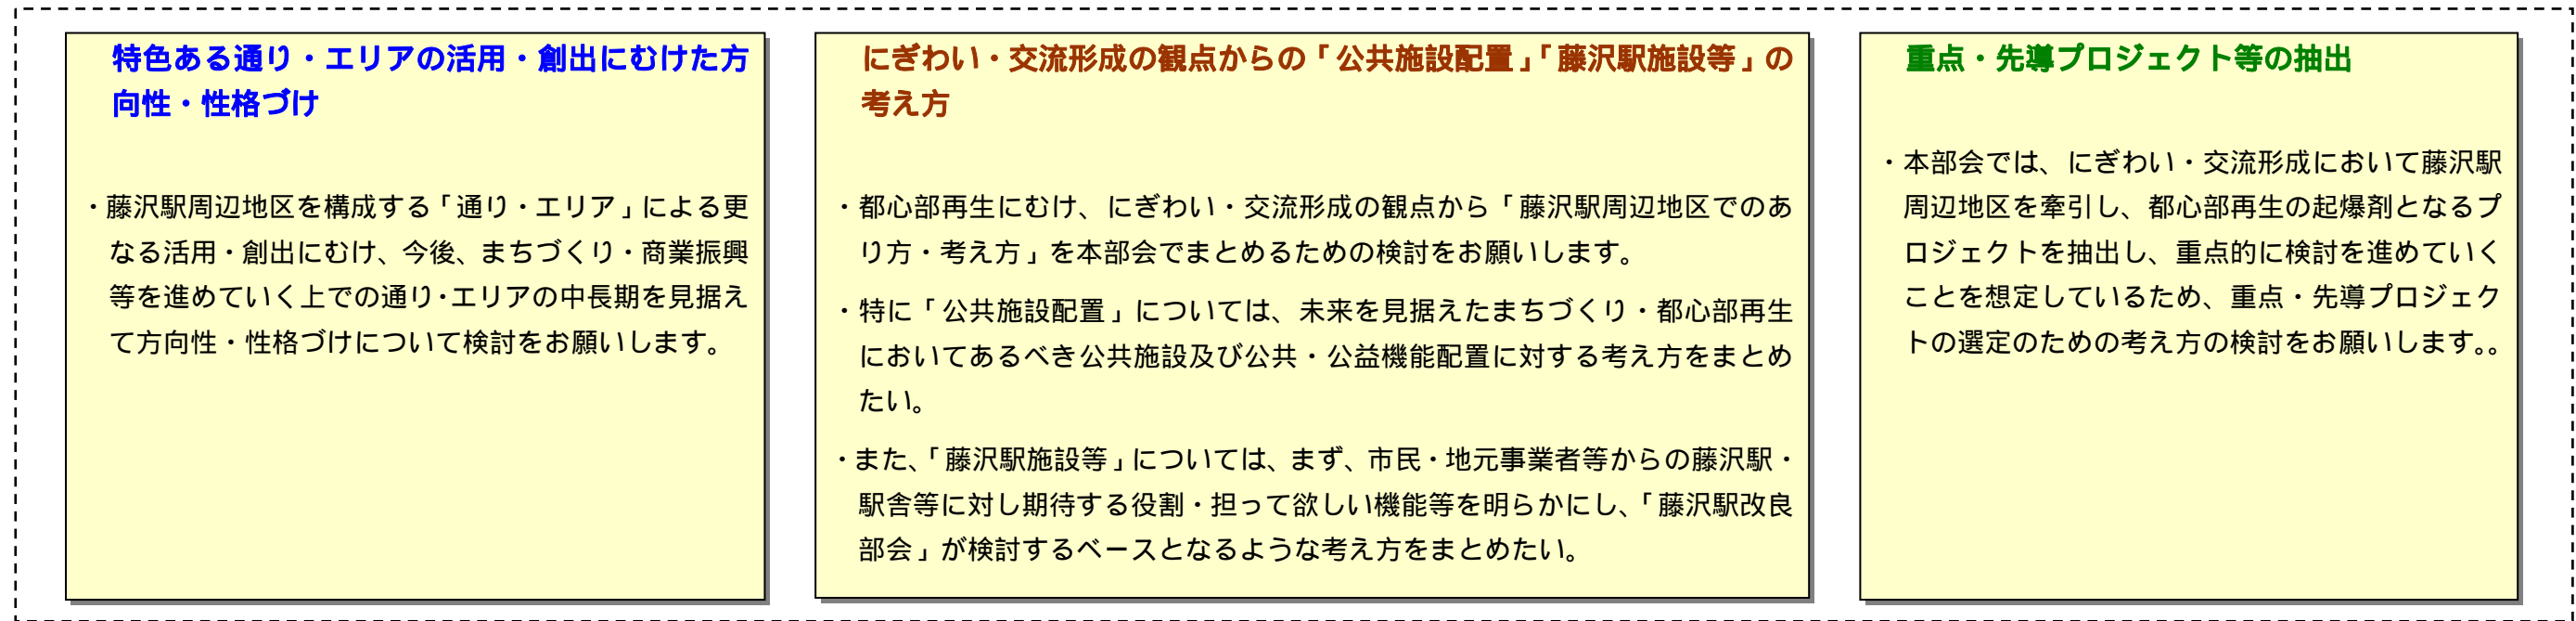 特色ある通り・エリアの活用・創出にむけた方
向性・性格づけ
・藤沢駅周辺地区を構成する「通り・エリア」による更
なる活用・創出にむけ、今後、まちづくり・商業振興
等を進めていく上での通り・エリアの中長期を見据え
て方向性・性格づけについて検討をお願いします。
にぎわい・交流形成の観点からの「公共施設配置」「藤沢駅施設等」の
考え方
・都心部再生にむけ、にぎわい・交流形成の観点から「藤沢駅周辺地区でのあ
り方・考え方」を本部会でまとめるための検討をお願いします。
・特に「公共施設配置」については、未来を見据えたまちづくり・都心部再生
においてあるべき公共施設及び公共・公益機能配置に対する考え方をまとめ
たい。
・また、「藤沢駅施設等」については、まず、市民・地元事業者等からの藤沢駅・
駅舎等に対し期待する役割・担って欲しい機能等を明らかにし、「藤沢駅改良
部会」が検討するベースとなるような考え方をまとめたい。
重点・先導プロジェクト等の抽出
・本部会では、にぎわい・交流形成において藤沢駅
周辺地区を牽引し、都心部再生の起爆剤となるプ
ロジェクトを抽出し、重点的に検討を進めていく
ことを想定しているため、重点・先導プロジェク
トの選定のための考え方の検討をお願いします。。